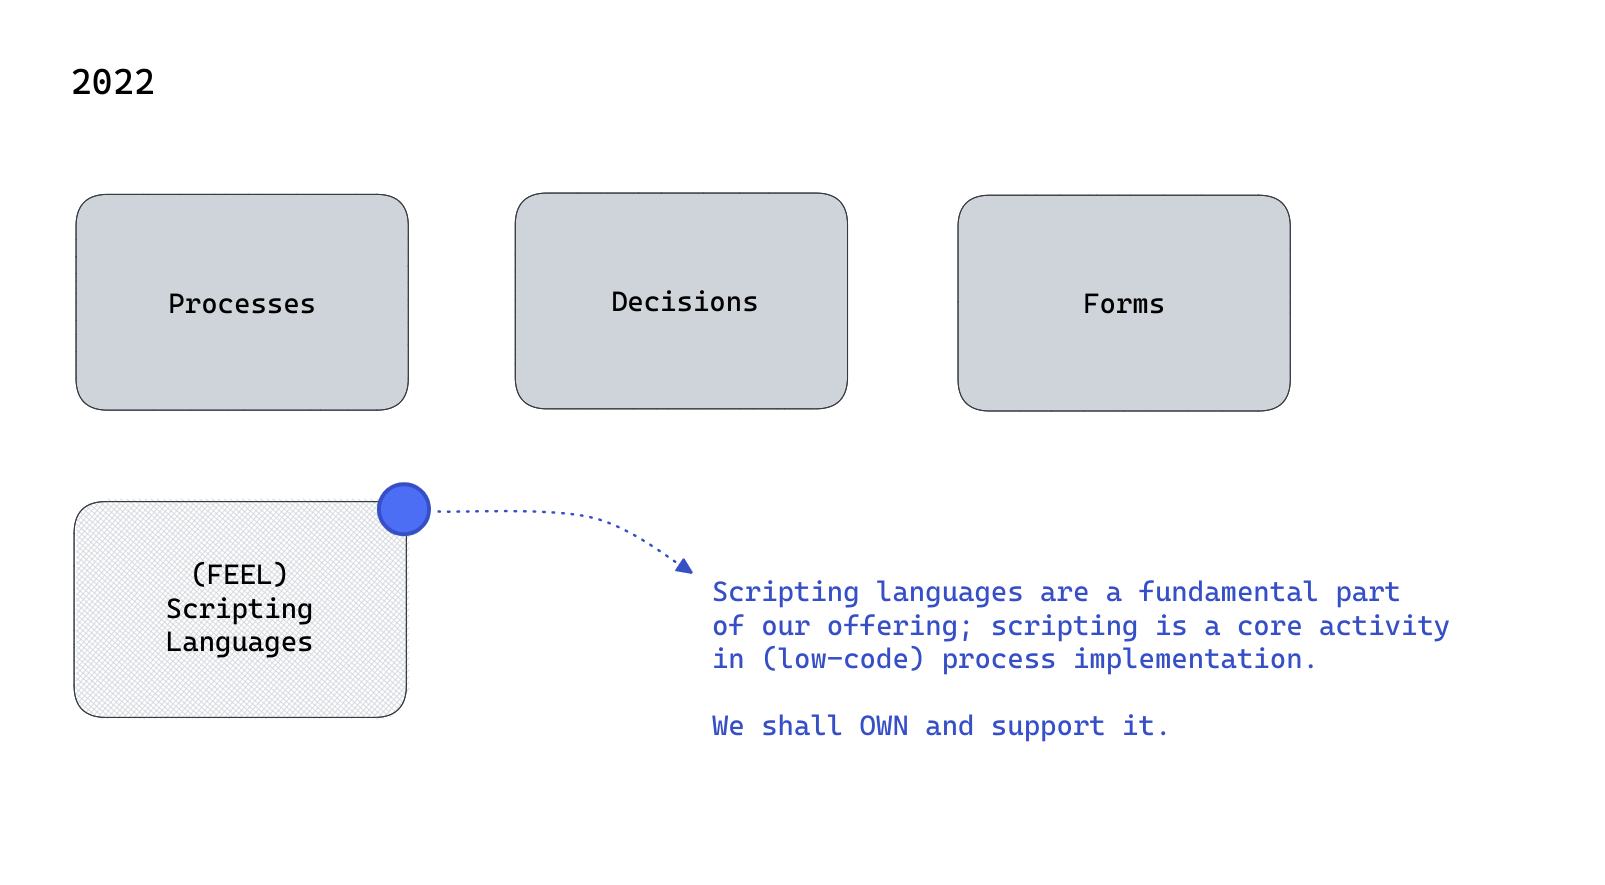 2022
Processes
Decisions
Forms
(FEEL)
Scripting
Languages
Scripting languages are a fundamental part
of our offering; scripting is a core activity
in (low-code) process implementation.
We shall OWN and support it.